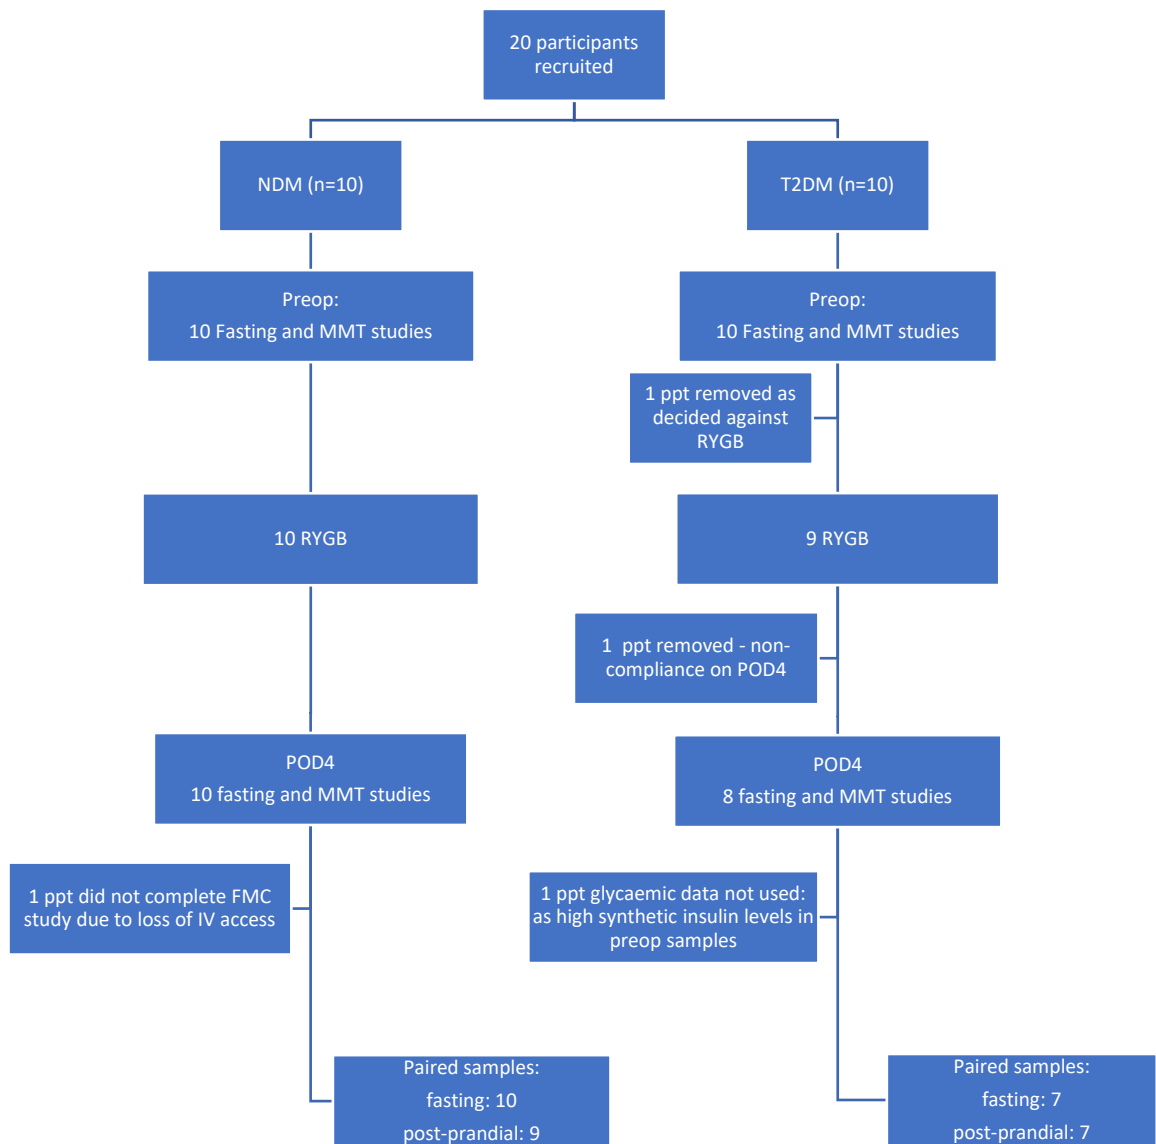 20 participants
recruited
NDM (n=10)
T2DM (n=10)
Preop:
10 Fasting and MMT studies
Preop:
10 Fasting and MMT studies
1 ppt removed as
decided against
RYGB
10 RYGB
9 RYGB
1 ppt removed - non-
compliance on POD4
POD4
10 fasting and MMT studies
POD4
8 fasting and MMT studies
1 ppt did not complete FMC
study due to loss of IV access
1 ppt glycaemic data not used:
as high synthetic insulin levels in
preop samples
Paired samples:
fasting: 10
post-prandial: 9
Paired samples:
fasting: 7
post-prandial: 7